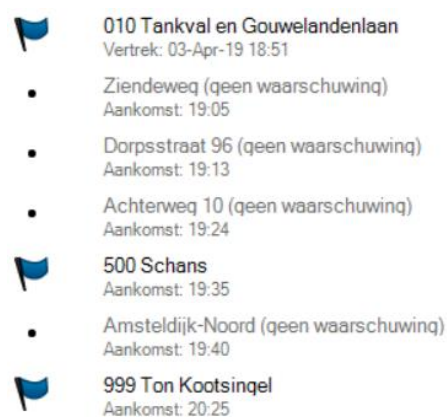 010 Tankval en Gouwelandenlaan
Vertrek: 03-Apr-19 18:51
Ziendeweg (geen waarschuwing)
Aankomst: 19:05
Dorpsstraat 96 (geen waarschuwing)
Aankomst: 19:13
Achterweg 10 (geen waarschuwing)
Aankomst: 19:24
500 Schans
Aankomst: 19:35
Amsteldijk-Noord (geen waarschuwing)
Aankomst: 19:40
999 Ton Kootsingel
Aankomst: 20:25